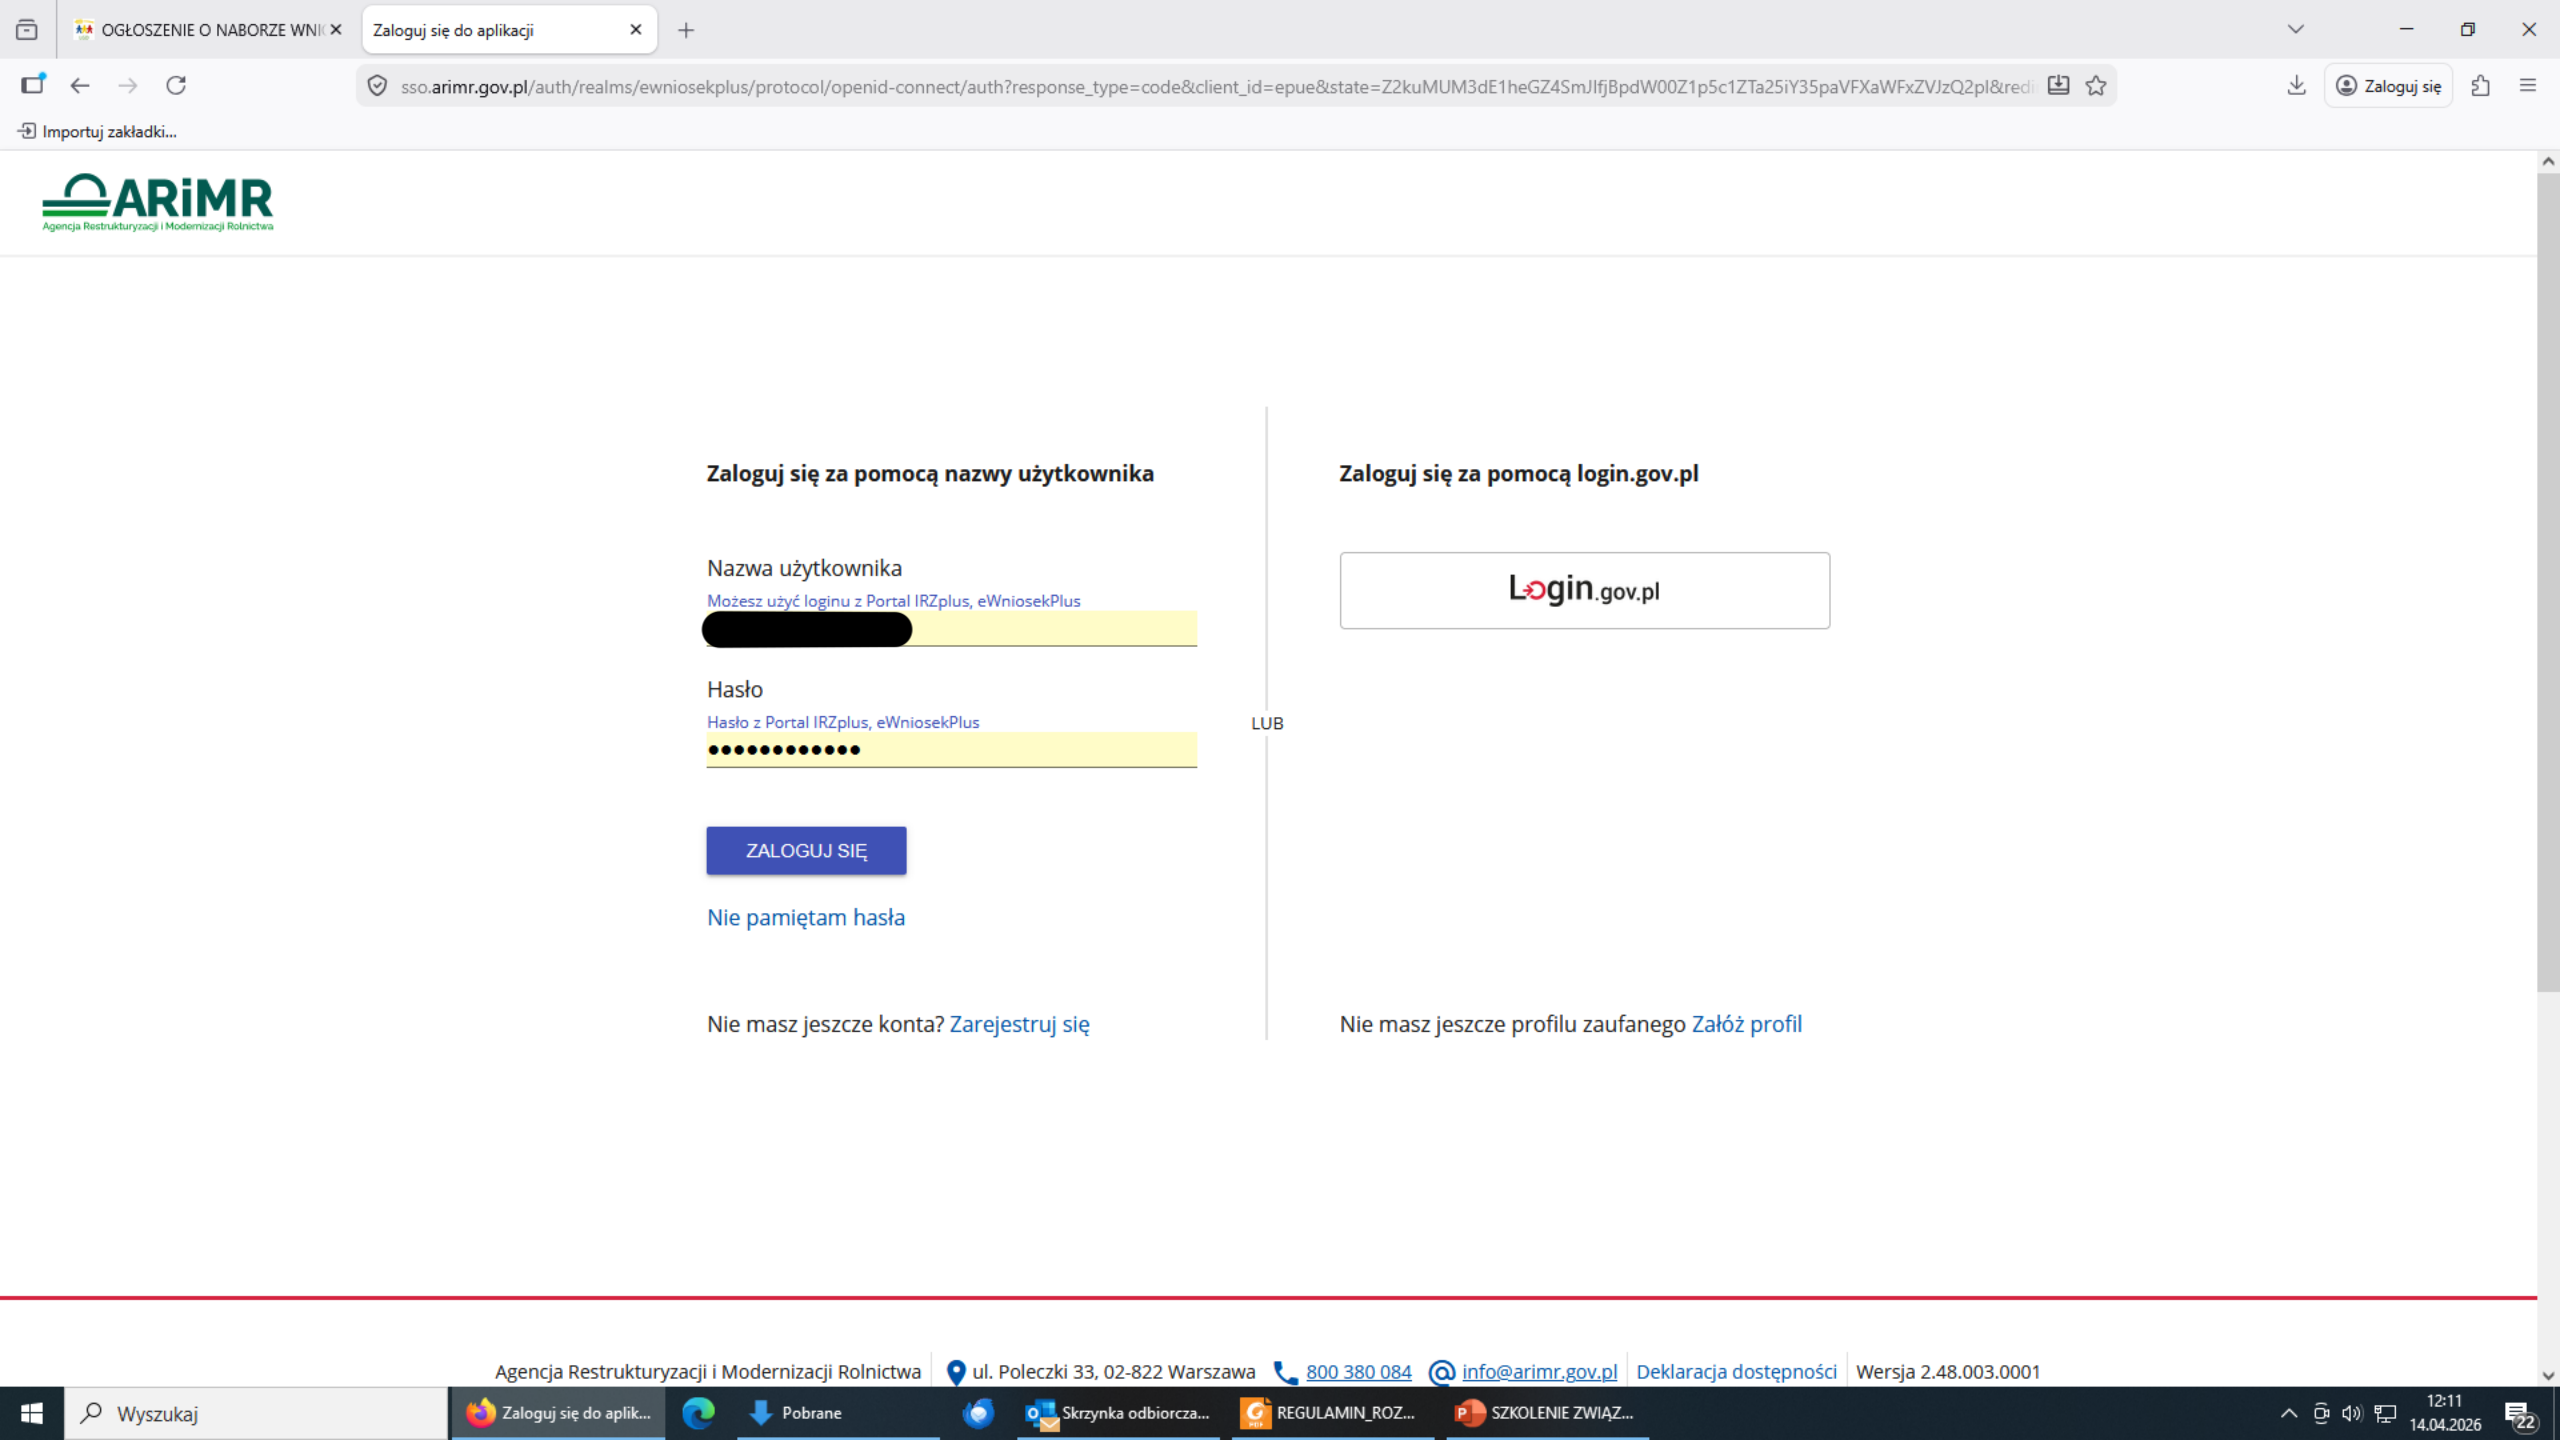 OGŁOSZENIE O NABORZE WNI
Zaloguj się do aplikacji
sso.arimr.gov.pl/auth/realms/ewniosekplus/protocol/openid-connect/auth?response_type=code&client_id=epue&state=
Zaloguj się
Importuj zakładki...
ARiMR
Agencja Restrukturyzacji i Modernizacji Rolnictwa
Zaloguj się za pomocą nazwy użytkownika
Zaloguj się za pomocą login.gov.pl
Nazwa użytkownika
Możesz użyć loginu z Portal IRZplus, eWniosekPlus
Login.gov.pl
Hasło
Hasło z Portal IRZplus, eWniosekPlus
LUB
ZALOGUJ SIĘ
Nie pamiętam hasła
Nie masz jeszcze konta? Zarejestruj się
Nie masz jeszcze profilu zaufanego Załóż profil
Agencja Restrukturyzacji i Modernizacji Rolnictwa ul. Poleczki 33, 02-822 Warszawa 800 380 084 info@arimr.gov.pl Deklaracja dostępności Wersja 2.48.003.0001
Wyszukaj
Zaloguj się do aplik...
Pobrane
Skrzynka odbiorcza...
REGULAMIN_ROZ...
SZKOLENIE ZWIĄZ...
12:11
14.04.2026
22